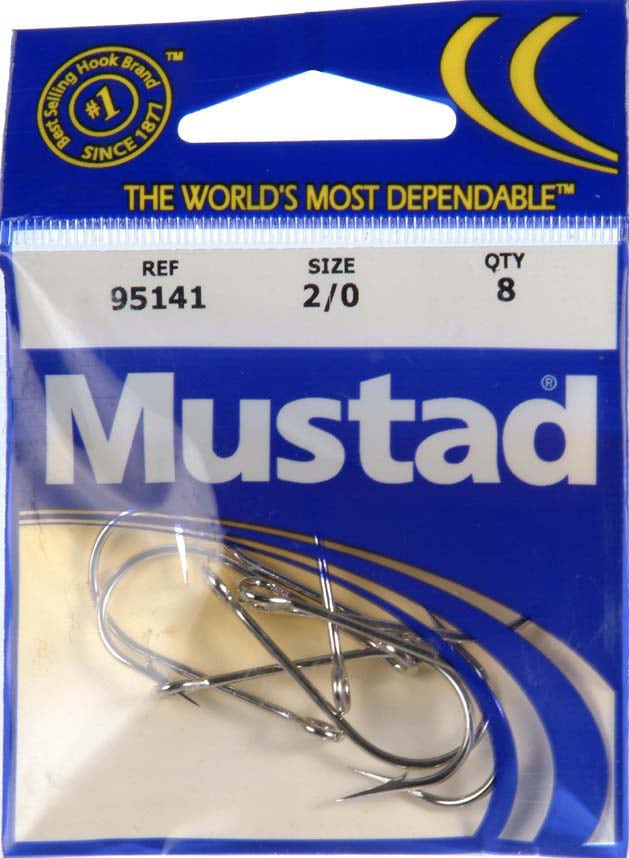 Best Selling Hook Brand
#1
SINCE 1877
™
THE WORLD'S MOST DEPENDABLE™
REF SIZE QTY
95141 2/0 8
Mustad®